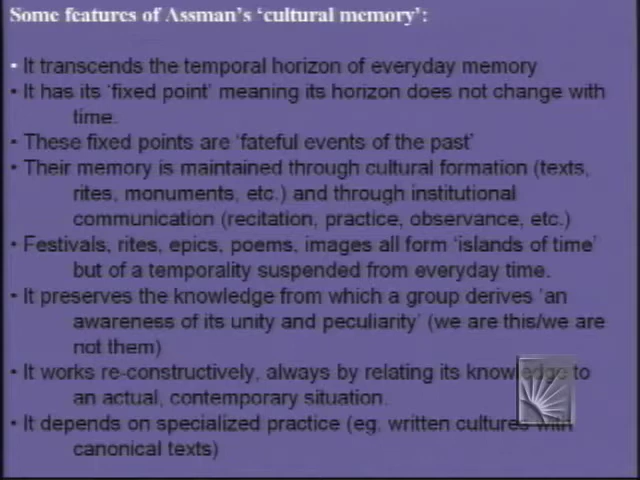 Some features of Assman's 'cultural memory':
• It transcends the temporal horizon of everyday memory
• It has its 'fixed point' meaning its horizon does not change with
time.
• These fixed points are 'fateful events of the past'
• Their memory is maintained through cultural formation (texts,
rites, monuments, etc.) and through institutional
communication (recitation, practice, observance, etc.)
• Festivals, rites, epics, poems, images all form 'islands of time'
but of a temporality suspended from everyday time.
• It preserves the knowledge from which a group derives 'an
awareness of its unity and peculiarity' (we are this/we are
not them)
• It works re-constructively, always by relating its knowledge to
an actual, contemporary situation.
• It depends on specialized practice (eg. written cultures with
canonical texts)